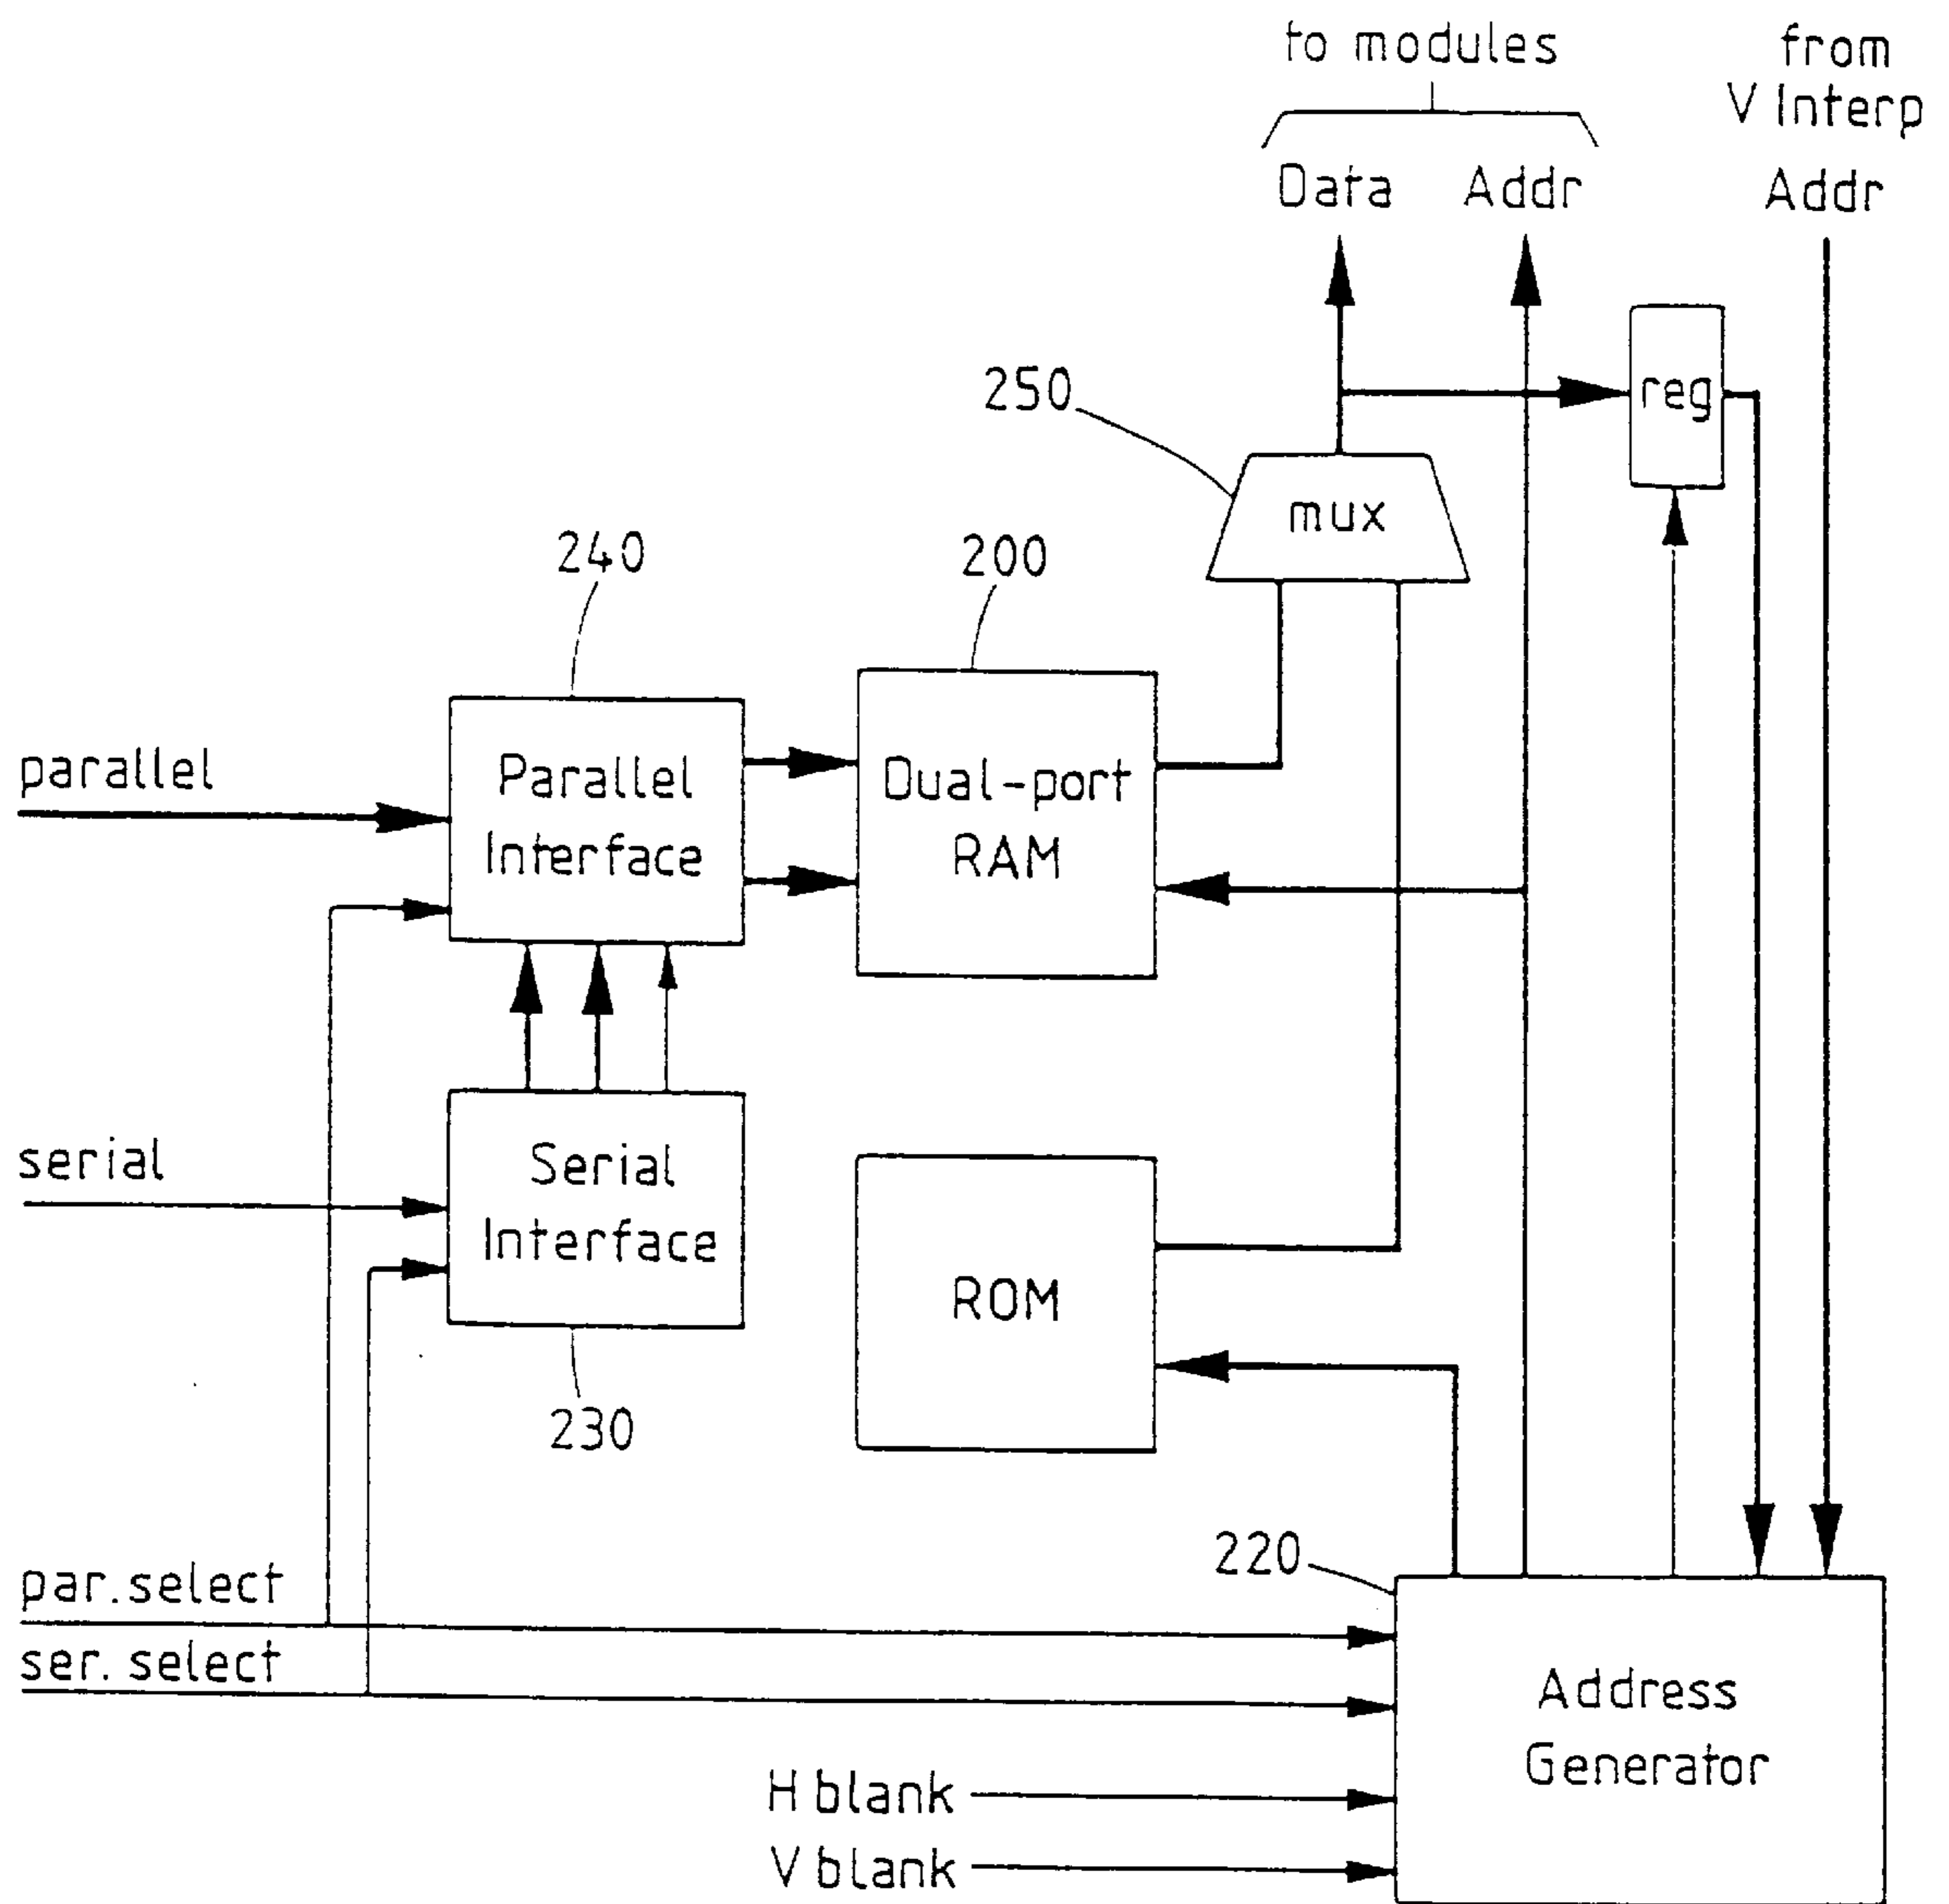 to modules
from
V Interp
Data
Addr
Addr
250
reg
mux
240
200
parallel
Parallel
Interface
Dual-port
RAM
serial
Serial
Interface
ROM
230
220
par.select
ser. select
Address
Generator
H blank
V blank